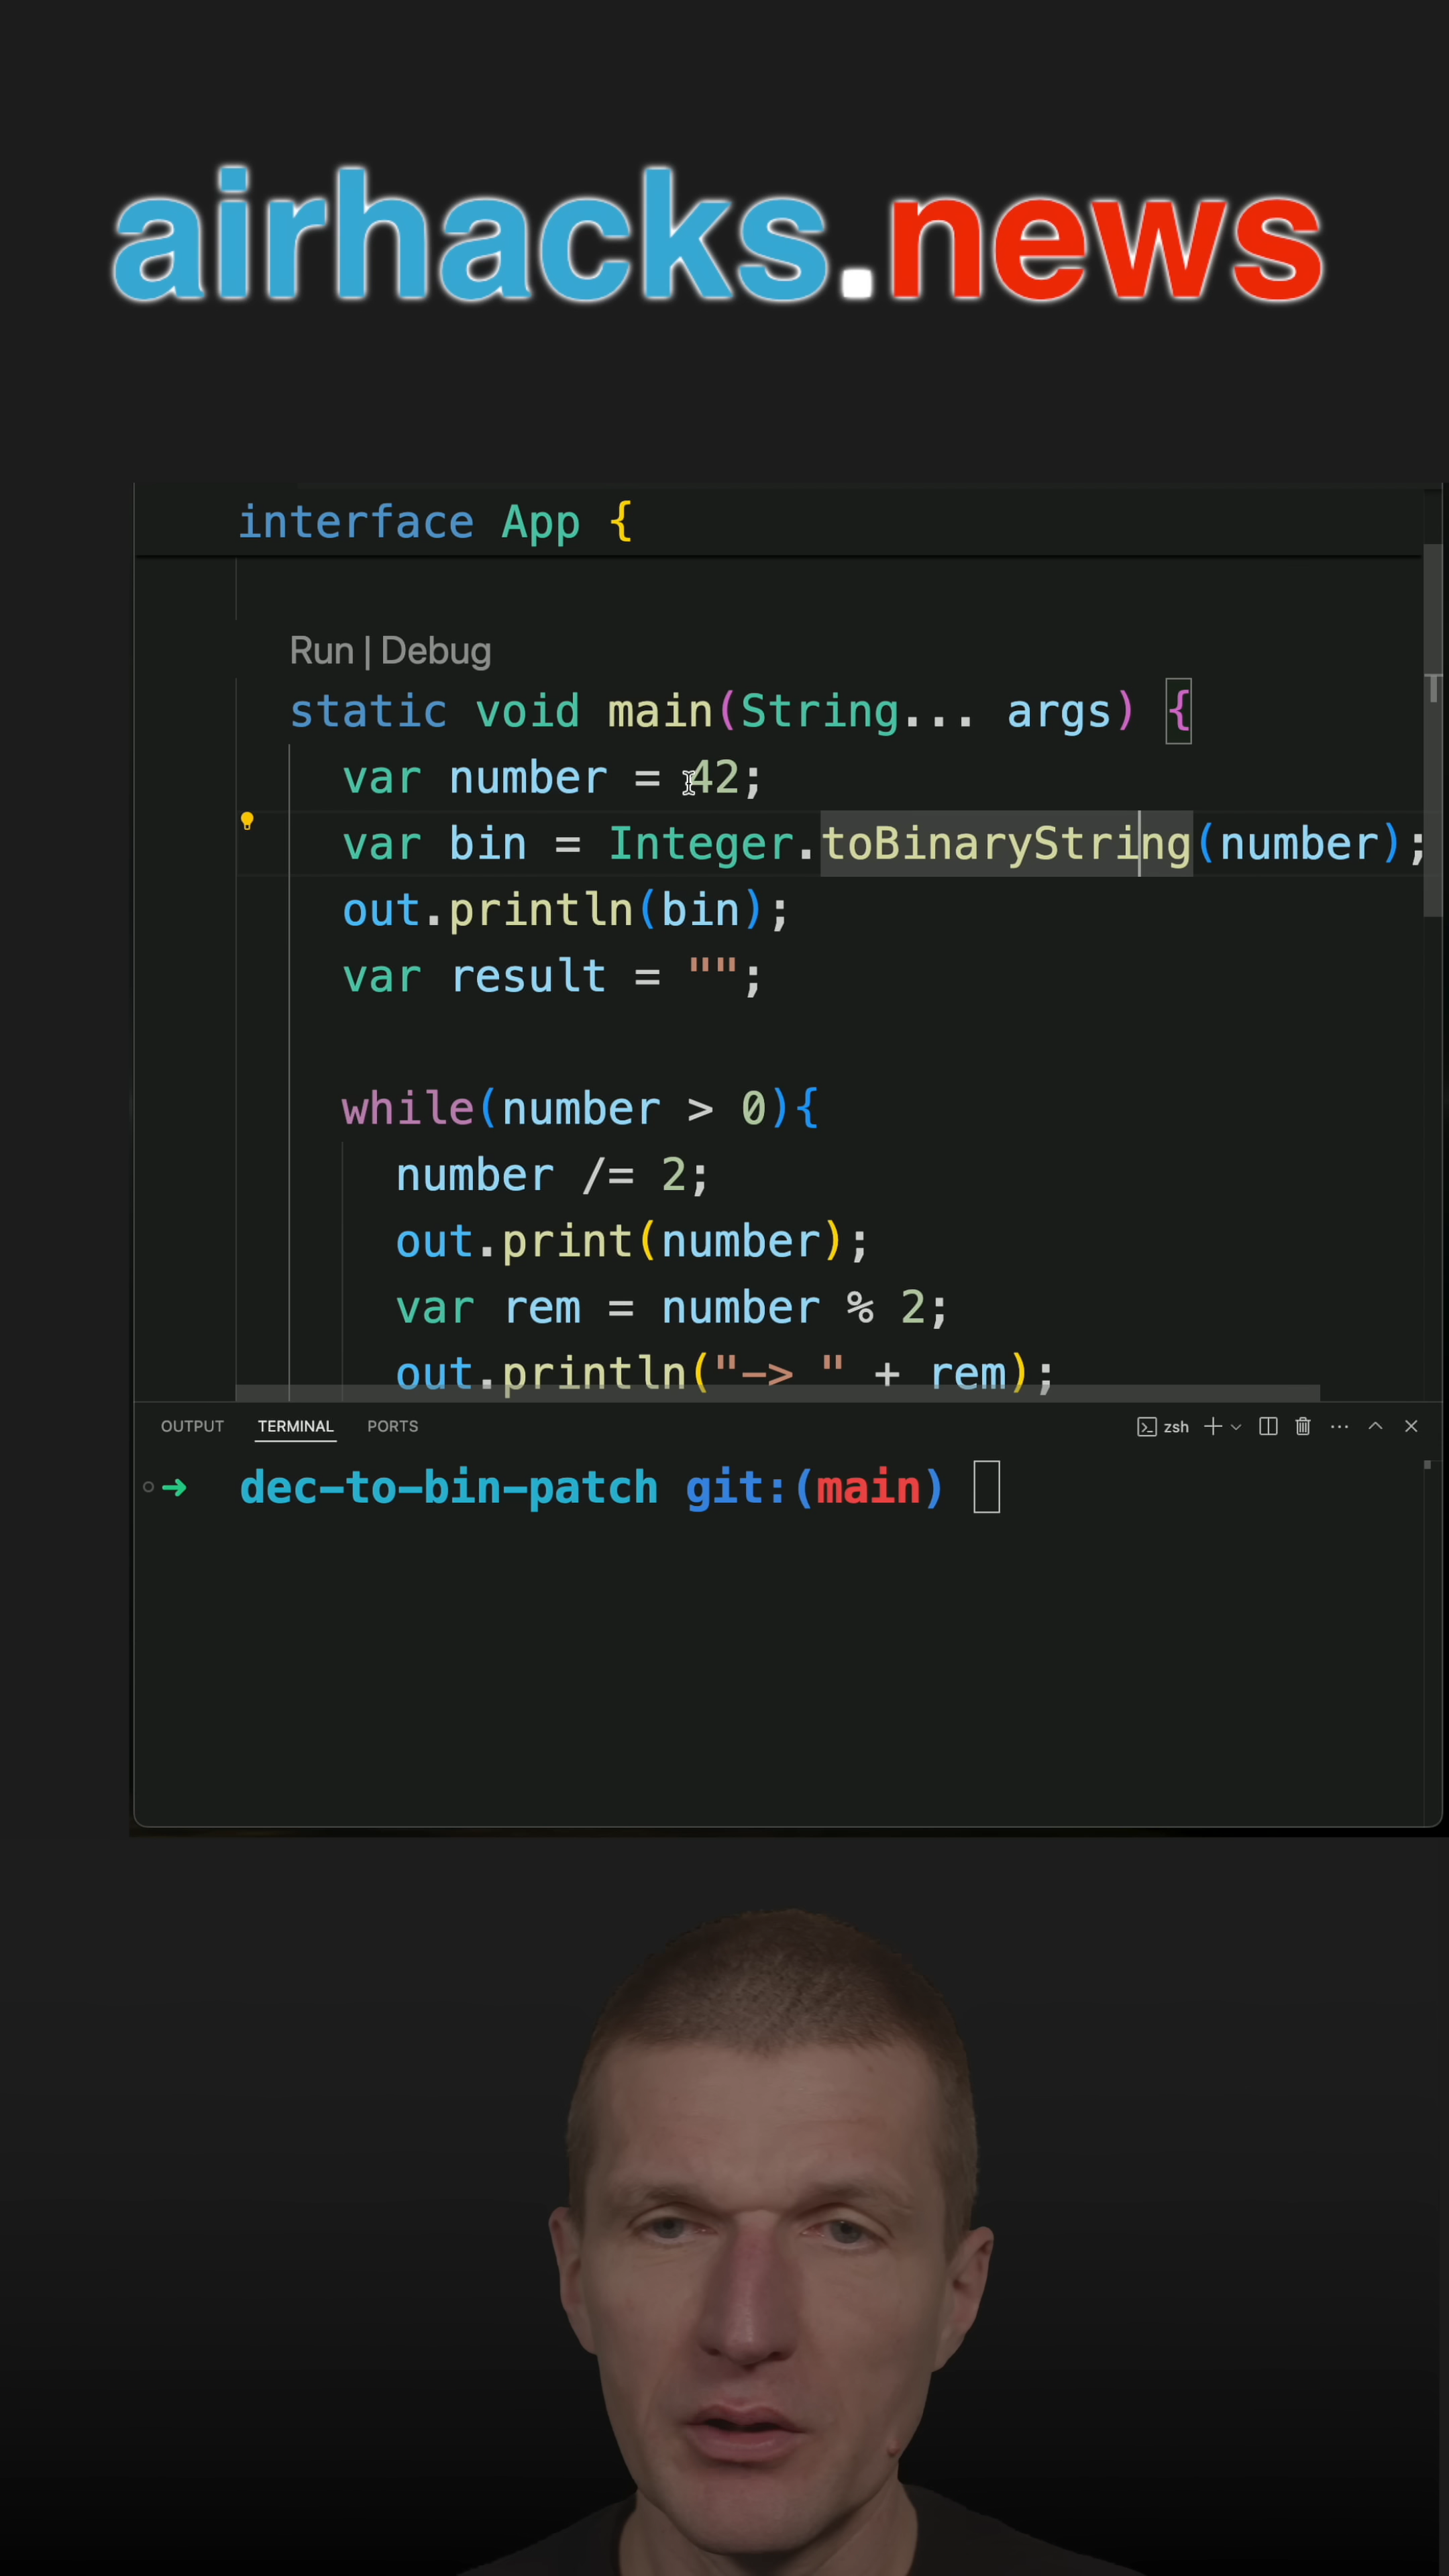 airhacks.news
interface App {
Run | Debug
static void main(String... args) {
var number = 42;
var bin = Integer.toBinaryString(number);
out.println(bin);
var result = "";
while(number > 0){
number /= 2;
out.print(number);
var rem = number % 2;
out.println("-> " + rem);
OUTPUT TERMINAL PORTS zsh
dec-to-bin-patch git:(main)